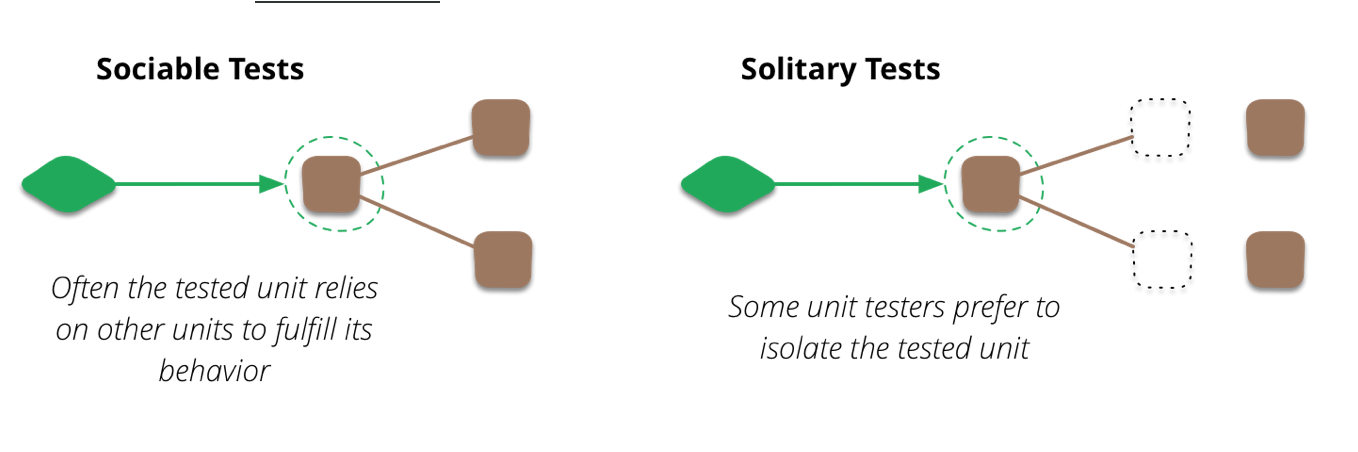 Sociable Tests
Often the tested unit relies
on other units to fulfill its
behavior
Solitary Tests
Some unit testers prefer to
isolate the tested unit